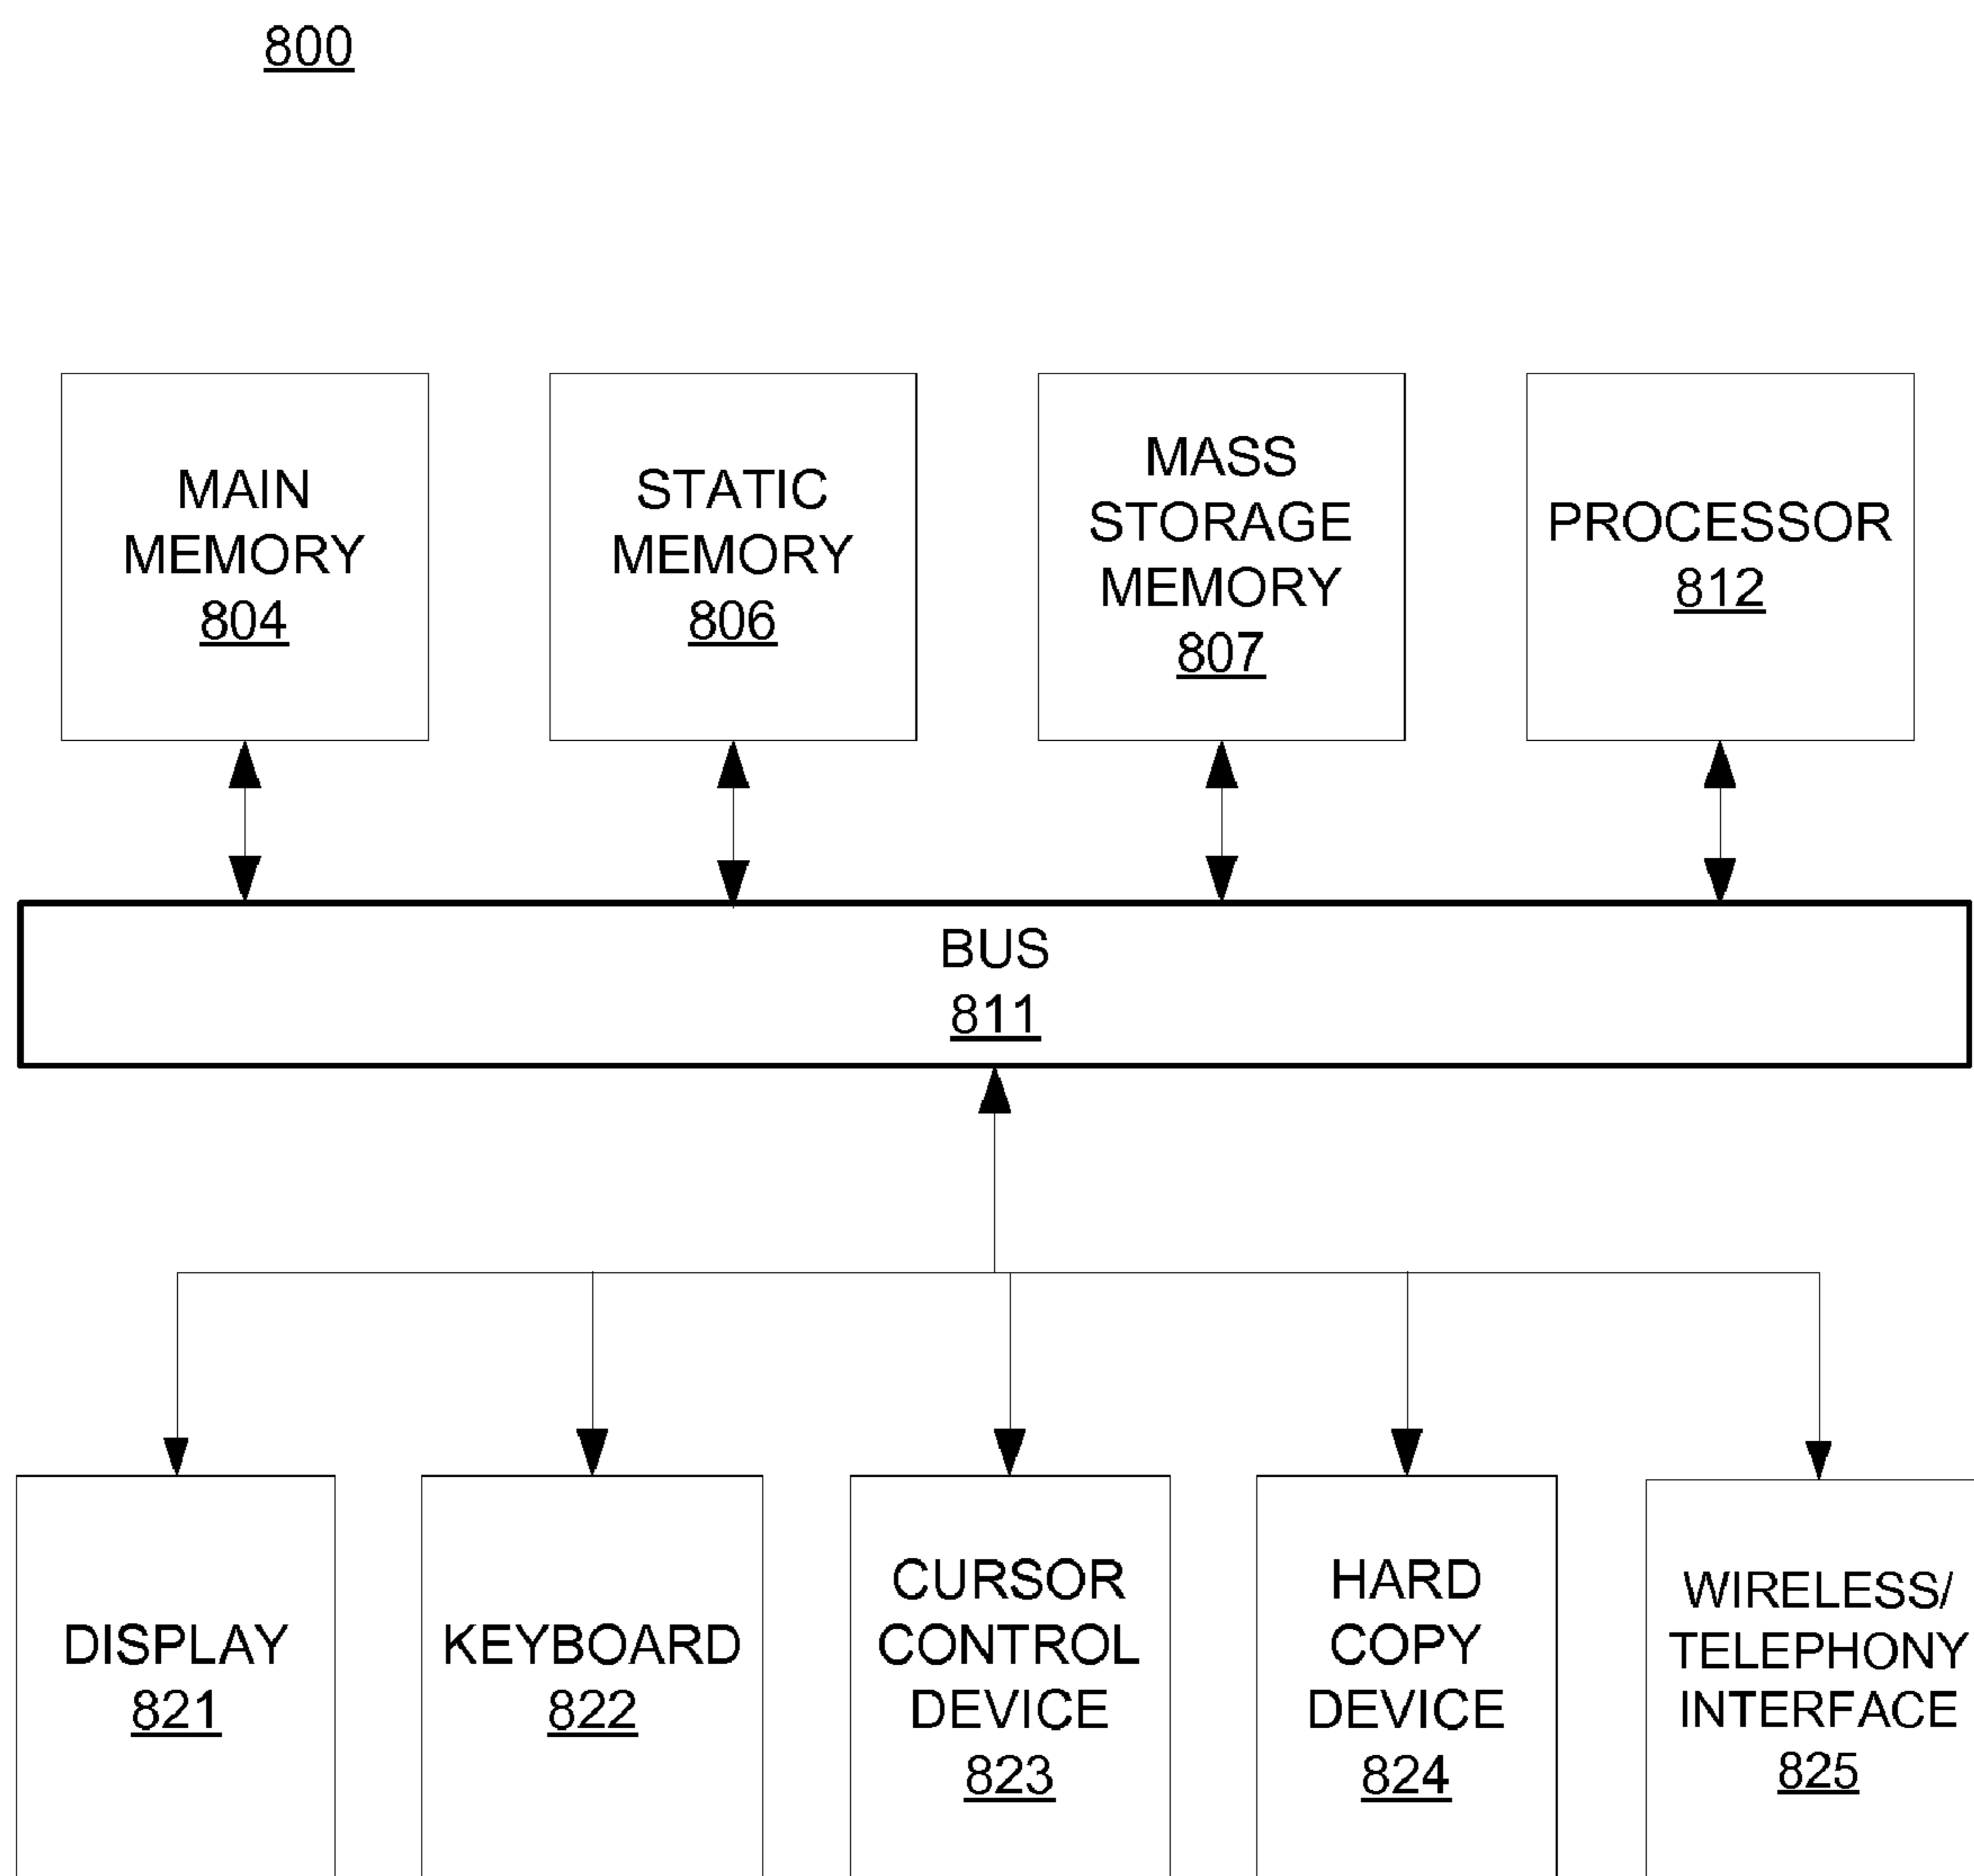 800
MAIN
MEMORY
804
STATIC
MEMORY
806
MASS
STORAGE
MEMORY
807
PROCESSOR
812
BUS
811
DISPLAY
821
KEYBOARD
822
CURSOR
CONTROL
DEVICE
823
HARD
COPY
DEVICE
824
WIRELESS/
TELEPHONY
INTERFACE
825